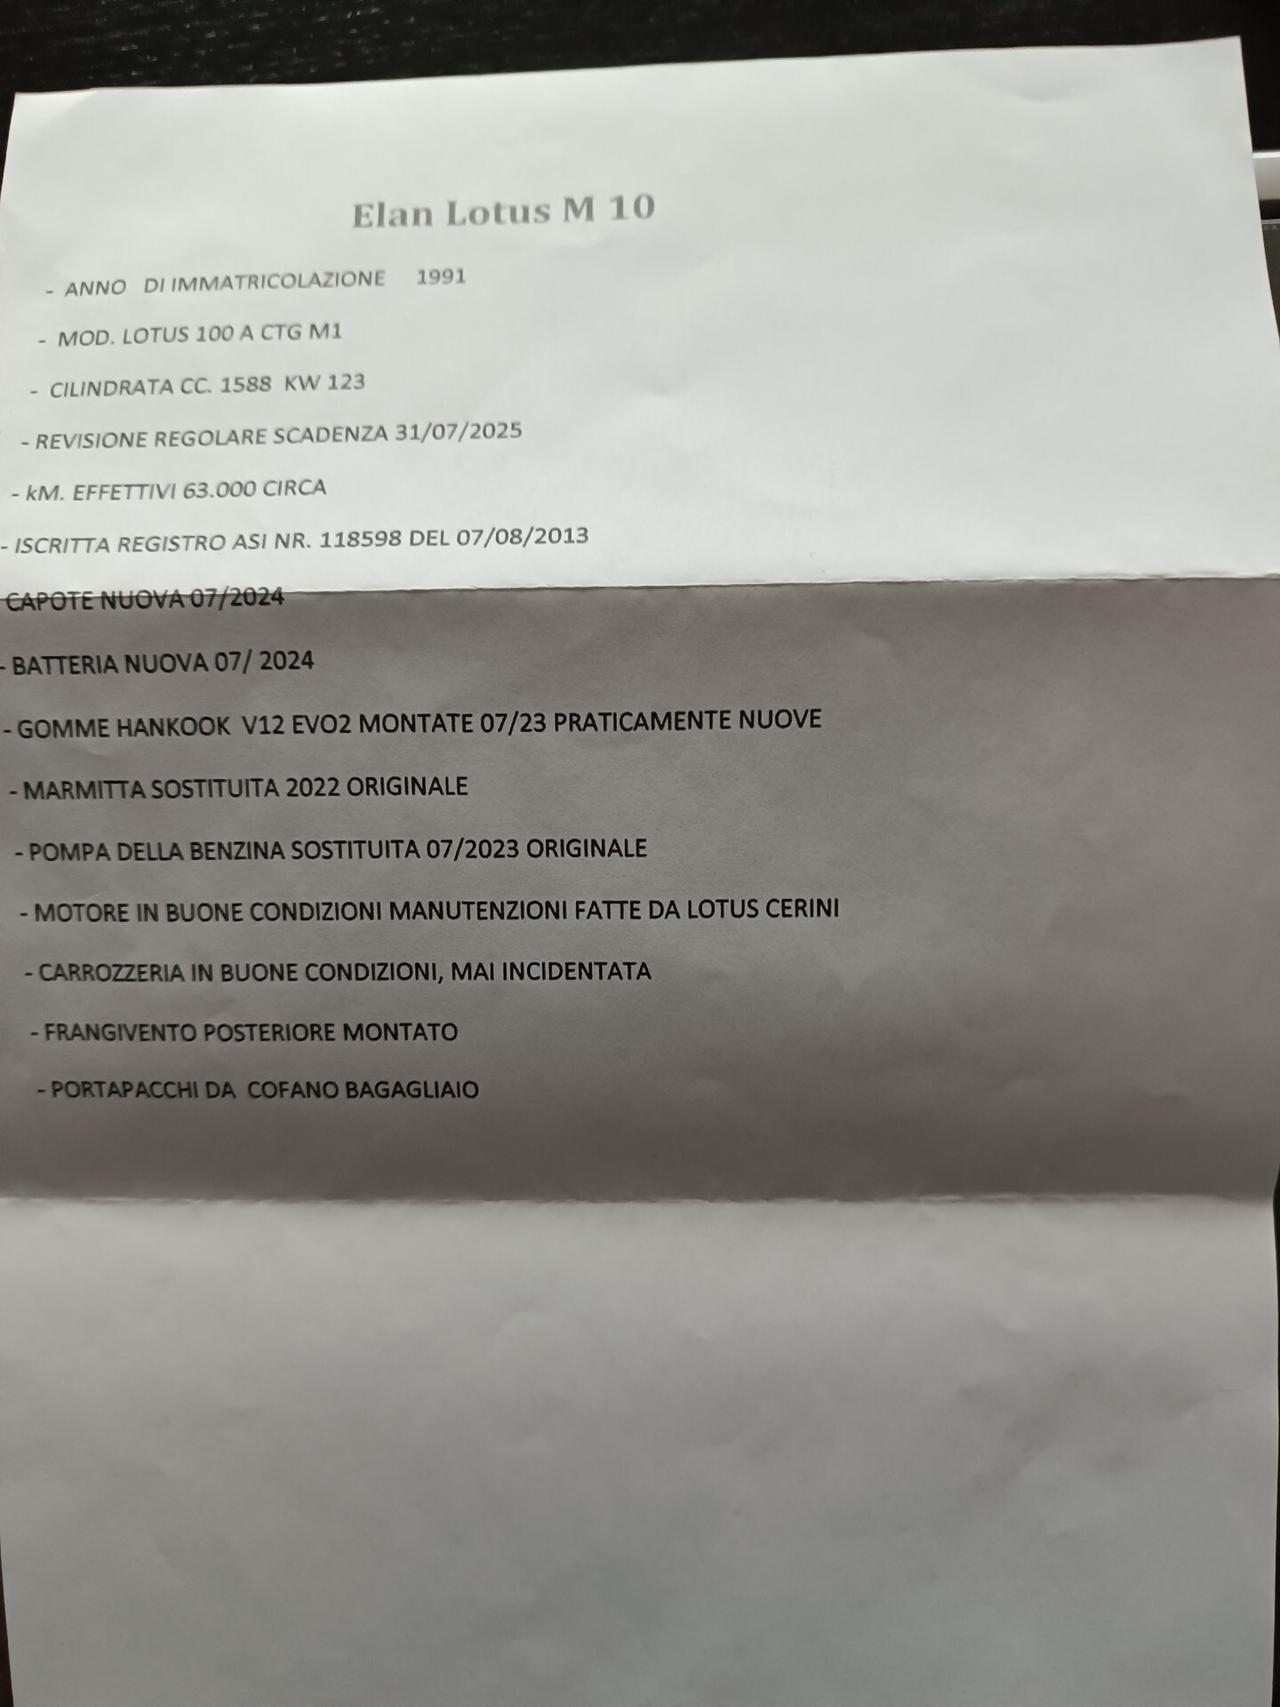 Elan Lotus M 10
- ANNO DI IMMATRICOLAZIONE 1991
- MOD. LOTUS 100 A CTG M1
- CILINDRATA CC. 1588 KW 123
- REVISIONE REGOLARE SCADENZA 31/07/2025
- kM. EFFETTIVI 63.000 CIRCA
- ISCRITTA REGISTRO ASI NR. 118598 DEL 07/08/2013
CAPOTE NUOVA 07/2024
- BATTERIA NUOVA 07/ 2024
- GOMME HANKOOK V12 EVO2 MONTATE 07/23 PRATICAMENTE NUOVE
- MARMITTA SOSTITUITA 2022 ORIGINALE
- POMPA DELLA BENZINA SOSTITUITA 07/2023 ORIGINALE
- MOTORE IN BUONE CONDIZIONI MANUTENZIONI FATTE DA LOTUS CERINI
- CARROZZERIA IN BUONE CONDIZIONI, MAI INCIDENTATA
- FRANGIVENTO POSTERIORE MONTATO
- PORTAPACCHI DA COFANO BAGAGLIAIO